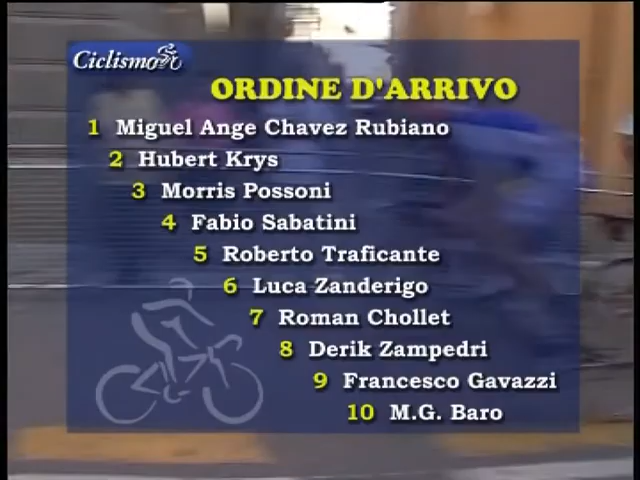 Ciclismo
ORDINE D'ARRIVO
1 Miguel Ange Chavez Rubiano
2 Hubert Krys
3 Morris Possoni
4 Fabio Sabatini
5 Roberto Traficante
6 Luca Zanderigo
7 Roman Chollet
8 Derik Zampedri
9 Francesco Gavazzi
10 M.G. Baro